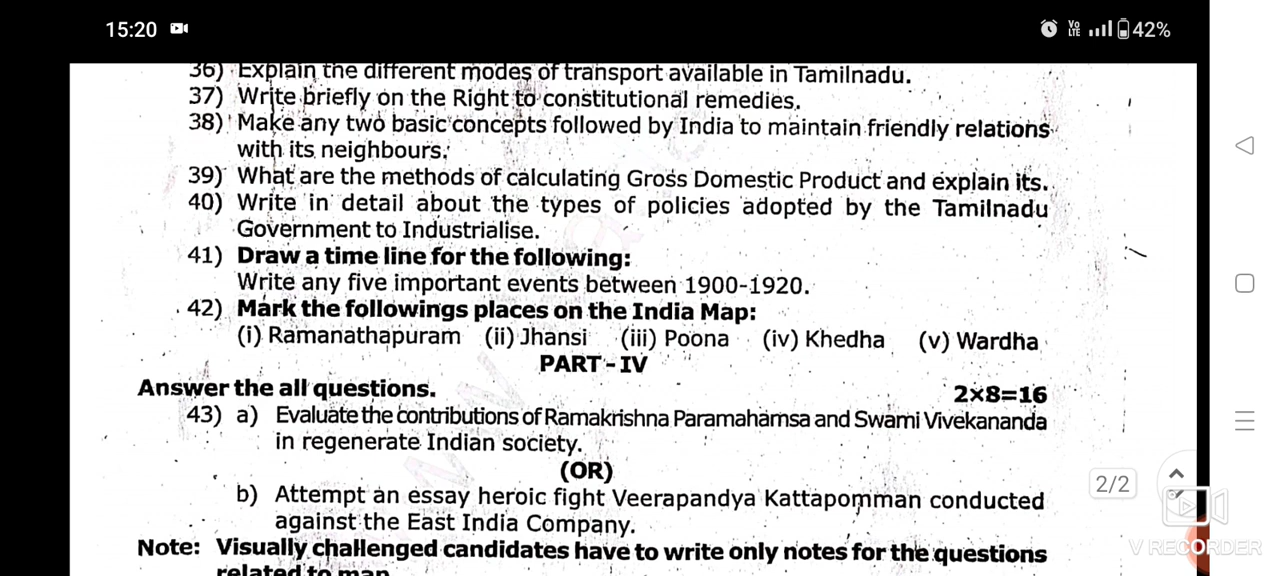 15:20
Vo LTE 42%
36) Explain the different modes of transport available in Tamilnadu.
37) Write briefly on the Right to constitutional remedies.
38) Make any two basic concepts followed by India to maintain friendly relations
with its neighbours.
39) What are the methods of calculating Gross Domestic Product and explain its.
40) Write in detail about the types of policies adopted by the Tamilnadu
Government to Industrialise.
41) Draw a time line for the following:
Write any five important events between 1900-1920.
42) Mark the followings places on the India Map:
(i) Ramanathapuram (ii) Jhansi (iii) Poona (iv) Khedha (v) Wardha
PART - IV
Answer the all questions. 2×8=16
43) a) Evaluate the contributions of Ramakrishna Paramahamsa and Swami Vivekananda
in regenerate Indian society.
(OR)
b) Attempt an essay heroic fight Veerapandya Kattapomman conducted
against the East India Company.
2/2
Note: Visually challenged candidates have to write only notes for the questions
related to map
V RECORDER